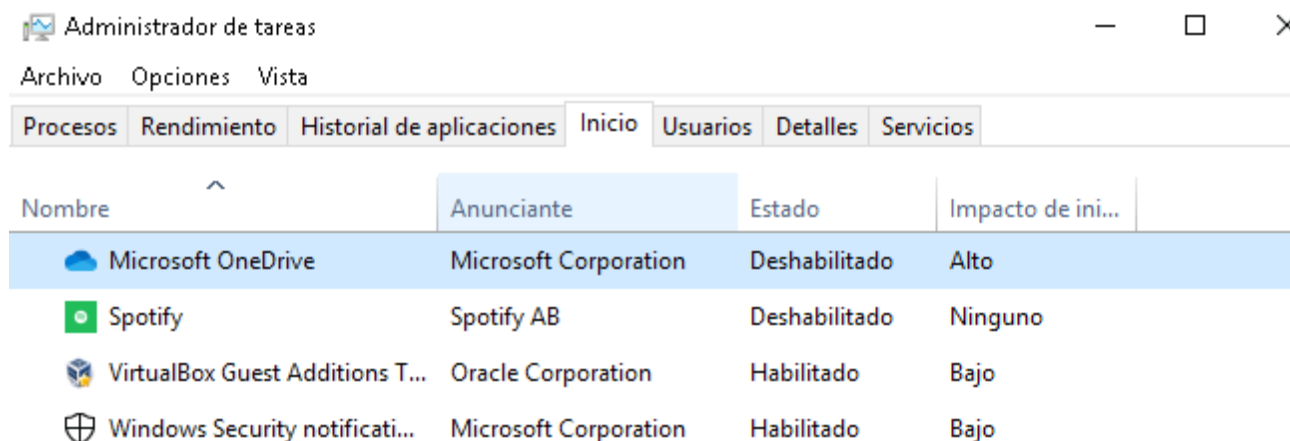 Administrador de tareas
Archivo Opciones Vista
Procesos Rendimiento Historial de aplicaciones Inicio Usuarios Detalles Servicios
Nombre Anunciante Estado Impacto de ini...
Microsoft OneDrive Microsoft Corporation Deshabilitado Alto
Spotify Spotify AB Deshabilitado Ninguno
VirtualBox Guest Additions T... Oracle Corporation Habilitado Bajo
Windows Security notificati... Microsoft Corporation Habilitado Bajo